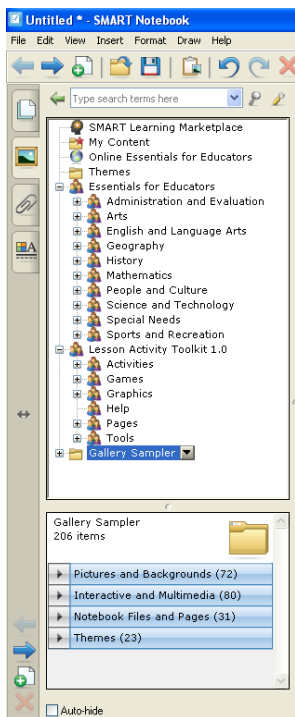 Untitled * - SMART Notebook
File Edit View Insert Format Draw Help
Type search terms here
SMART Learning Marketplace
My Content
Online Essentials for Educators
Themes
Essentials for Educators
Administration and Evaluation
Arts
English and Language Arts
Geography
History
Mathematics
People and Culture
Science and Technology
Special Needs
Sports and Recreation
Lesson Activity Toolkit 1.0
Activities
Games
Graphics
Help
Pages
Tools
Gallery Sampler
Gallery Sampler
206 items
Pictures and Backgrounds (72)
Interactive and Multimedia (80)
Notebook Files and Pages (31)
Themes (23)
Auto-hide